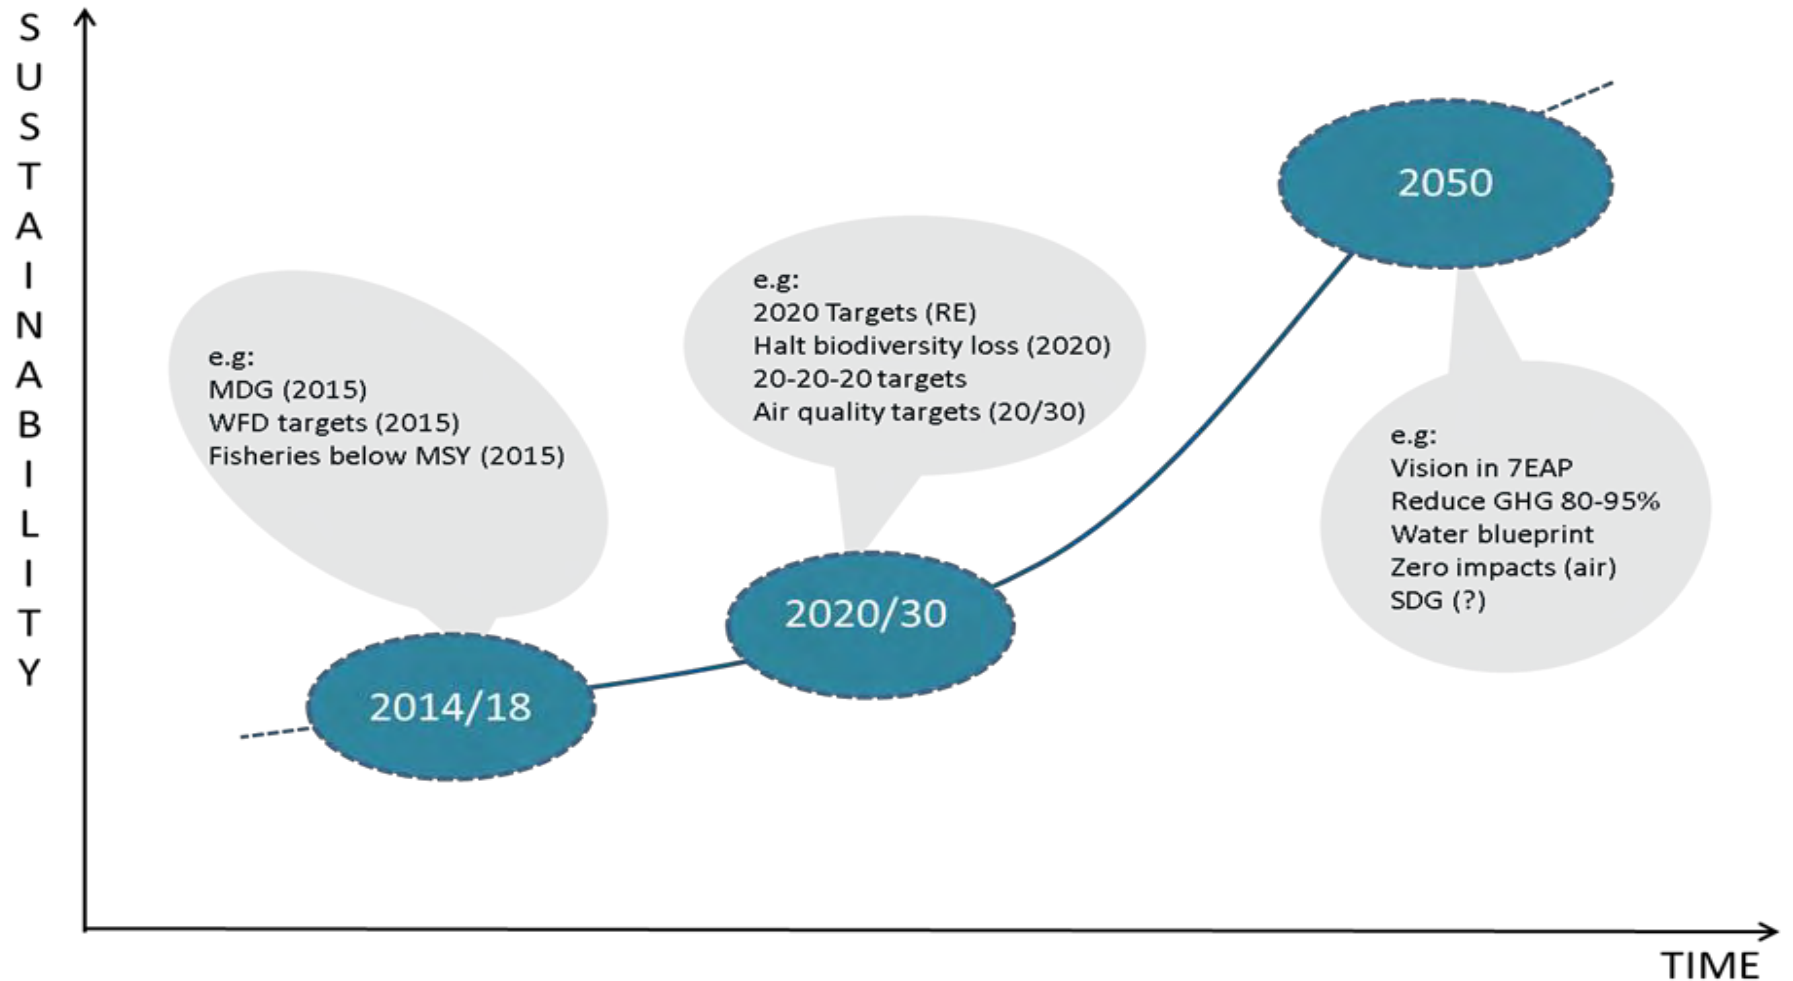 SUSTAINABILITY
2050
e.g:
2020 Targets (RE)
Halt biodiversity loss (2020)
20-20-20 targets
Air quality targets (20/30)
e.g:
MDG (2015)
WFD targets (2015)
Fisheries below MSY (2015)
e.g:
Vision in 7EAP
Reduce GHG 80-95%
Water blueprint
Zero impacts (air)
SDG (?)
2020/30
2014/18
TIME